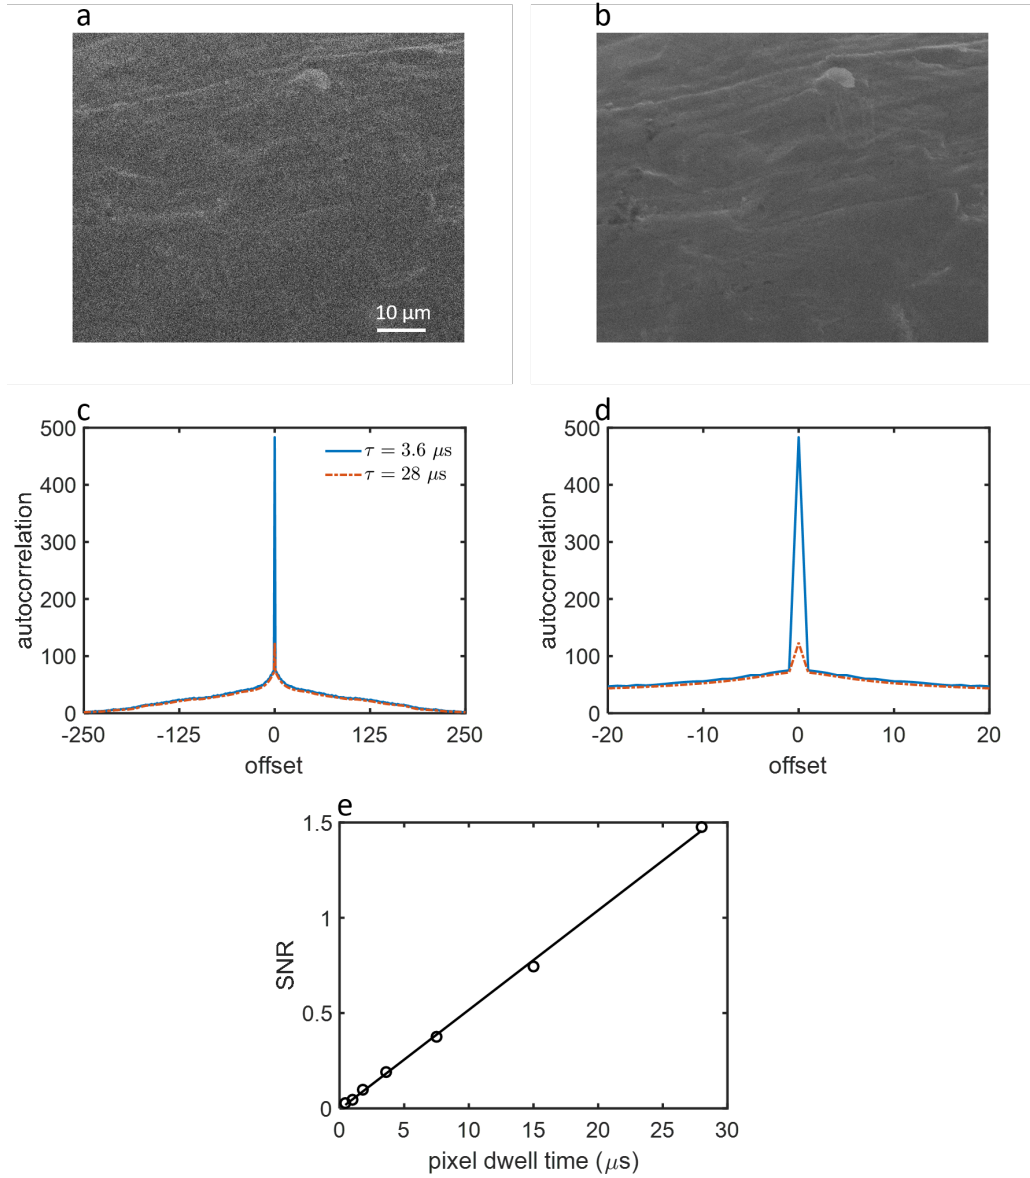 a
b
10 μm
c
d
500
400
300
200
100
0
autocorrelation
-250
-125
0
125
250
offset
τ = 3.6 μs
τ = 28 μs
500
400
300
200
100
0
autocorrelation
-20
-10
0
10
20
offset
e
1.5
1
0.5
0
SNR
0
5
10
15
20
25
30
pixel dwell time (μs)